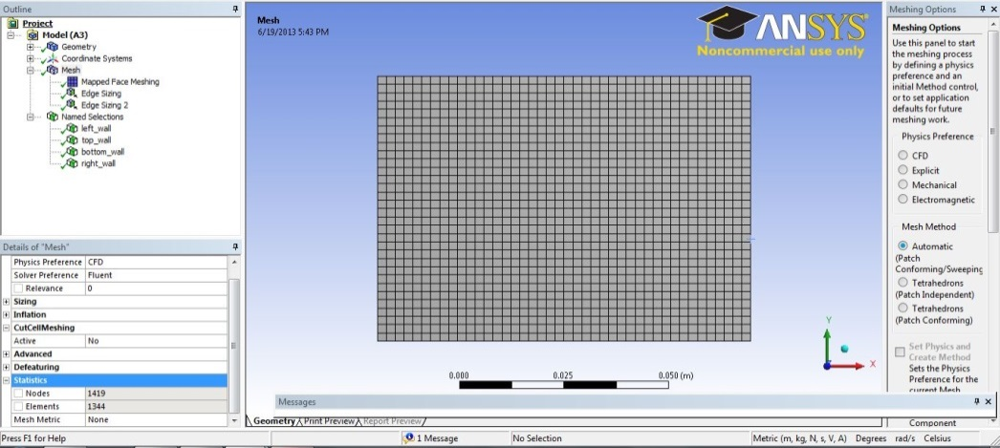 Outline
Project
Model (A3)
Geometry
Coordinate Systems
Mesh
Mapped Face Meshing
Edge Sizing
Edge Sizing 2
Named Selections
left_wall
top_wall
bottom_wall
right_wall
Details of "Mesh"
Physics Preference CFD
Solver Preference Fluent
Relevance 0
Sizing
Inflation
CutCellMeshing
Active No
Advanced
Defeaturing
Statistics
Nodes 1419
Elements 1344
Mesh Metric None
Mesh
6/19/2013 5:43 PM
ANSYS
Noncommercial use only
Y
X
0.000 0.025 0.050 (m)
Messages
Geometry Print Preview Report Preview
Meshing Options
Meshing Options
Use this panel to start
the meshing process
by defining a physics
preference and an
initial Method control,
or to set application
defaults for future
meshing work.
Physics Preference
CFD
Explicit
Mechanical
Electromagnetic
Mesh Method
Automatic
(Patch
Conforming/Sweeping
Tetrahedrons
(Patch Independent)
Tetrahedrons
(Patch Conforming)
Set Physics and
Create Method
Sets the Physics
Preference for the
current Mesh
Component
Press F1 for Help
1 Message
No Selection
Metric (m, kg, N, s, V, A) Degrees rad/s Celsius